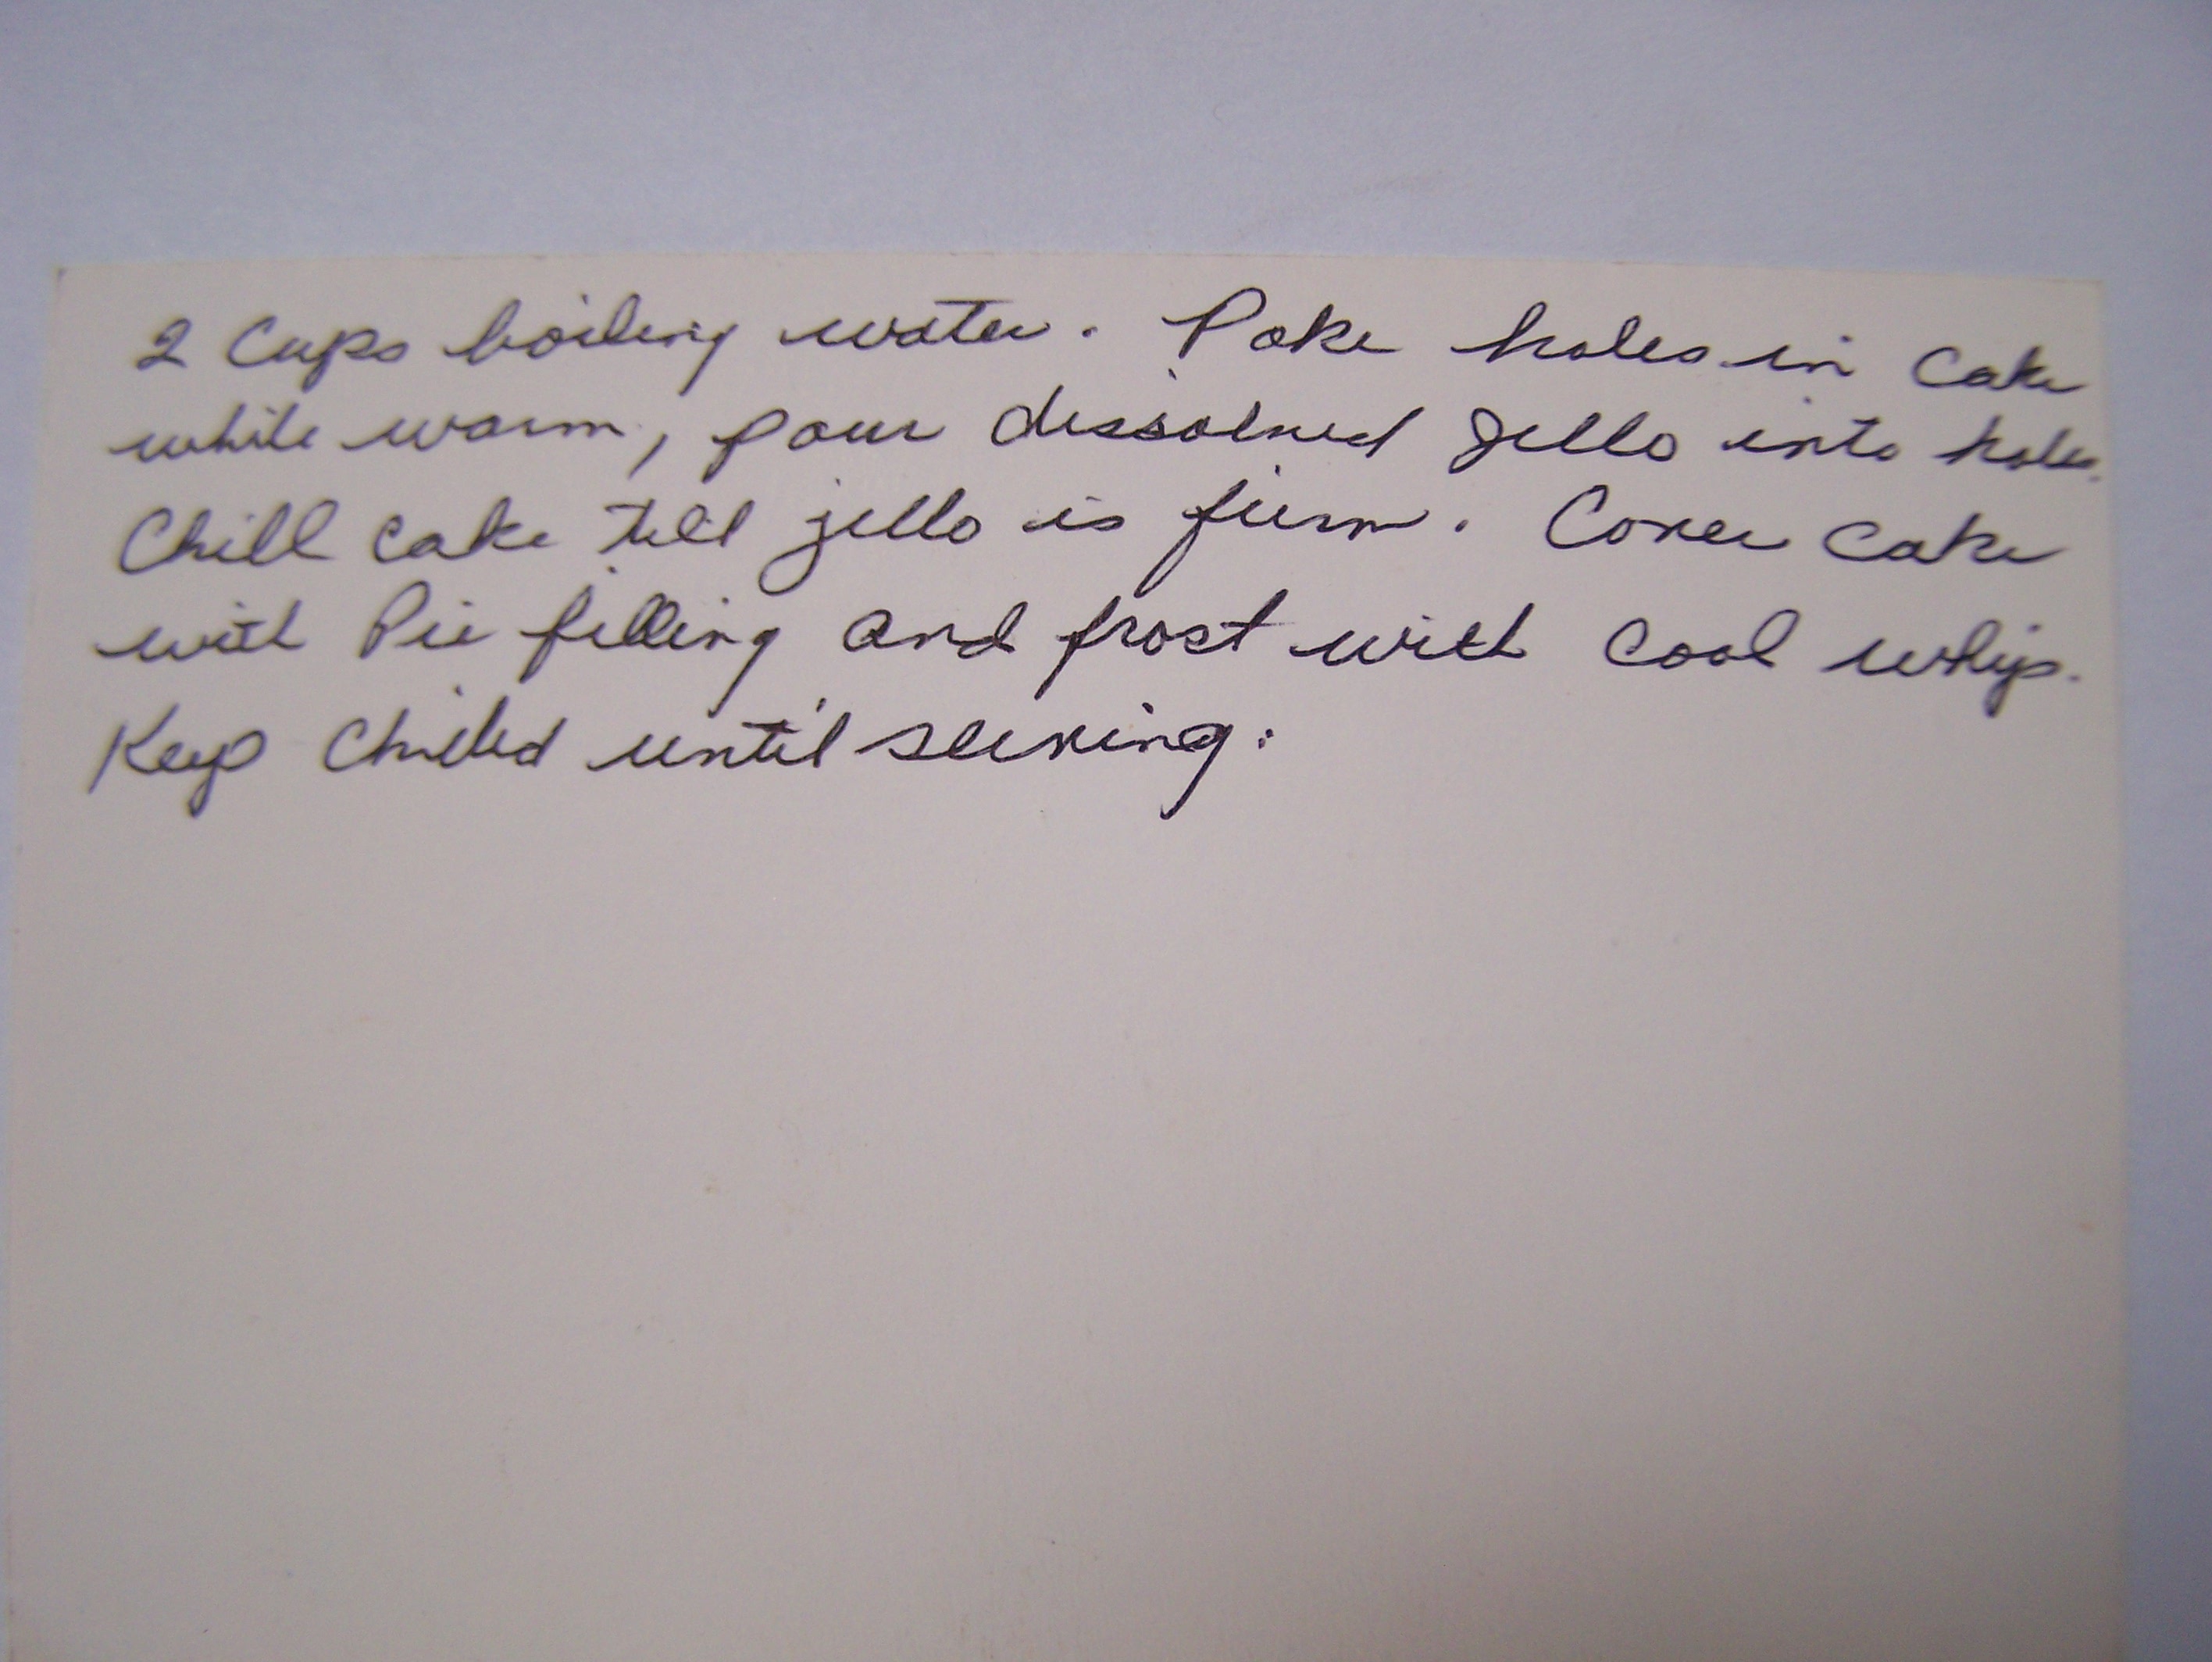 2 Cups boiling water. Poke holes in Cake
while warm, pour dissolved Jello into holes.
Chill cake till jello is firm. Cover Cake
with Pie filling and frost with Cool whip.
Keep Chilled until serving.